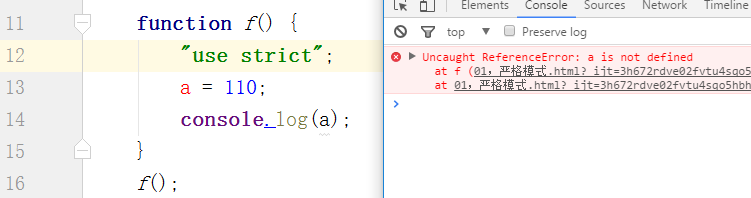 Elements Console Sources Network Timeline
top Preserve log
11 function f() {
12 "use strict";
13 a = 110;
14 console.log(a);
15 }
16 f();
Uncaught ReferenceError: a is not defined
at f (01，严格模式.html?_ijt=3h672rdve02fvtu4sqo5
at 01，严格模式.html?_ijt=3h672rdve02fvtu4sqo5hbh
>